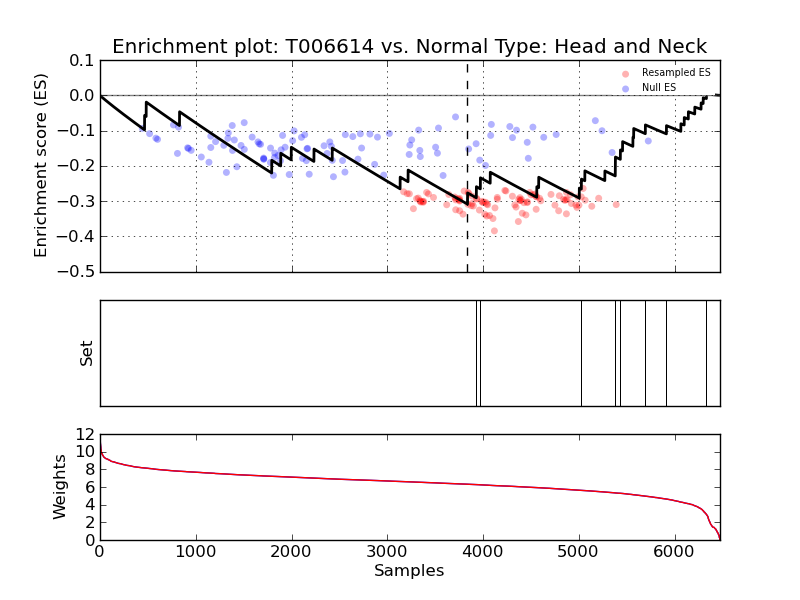 Enrichment plot: T006614 vs. Normal Type: Head and Neck
0.1
0.0
−0.1
−0.2
−0.3
−0.4
−0.5
Enrichment score (ES)
Resampled ES
Null ES
Set
12
10
8
6
4
2
0
Weights
0 1000 2000 3000 4000 5000 6000
Samples